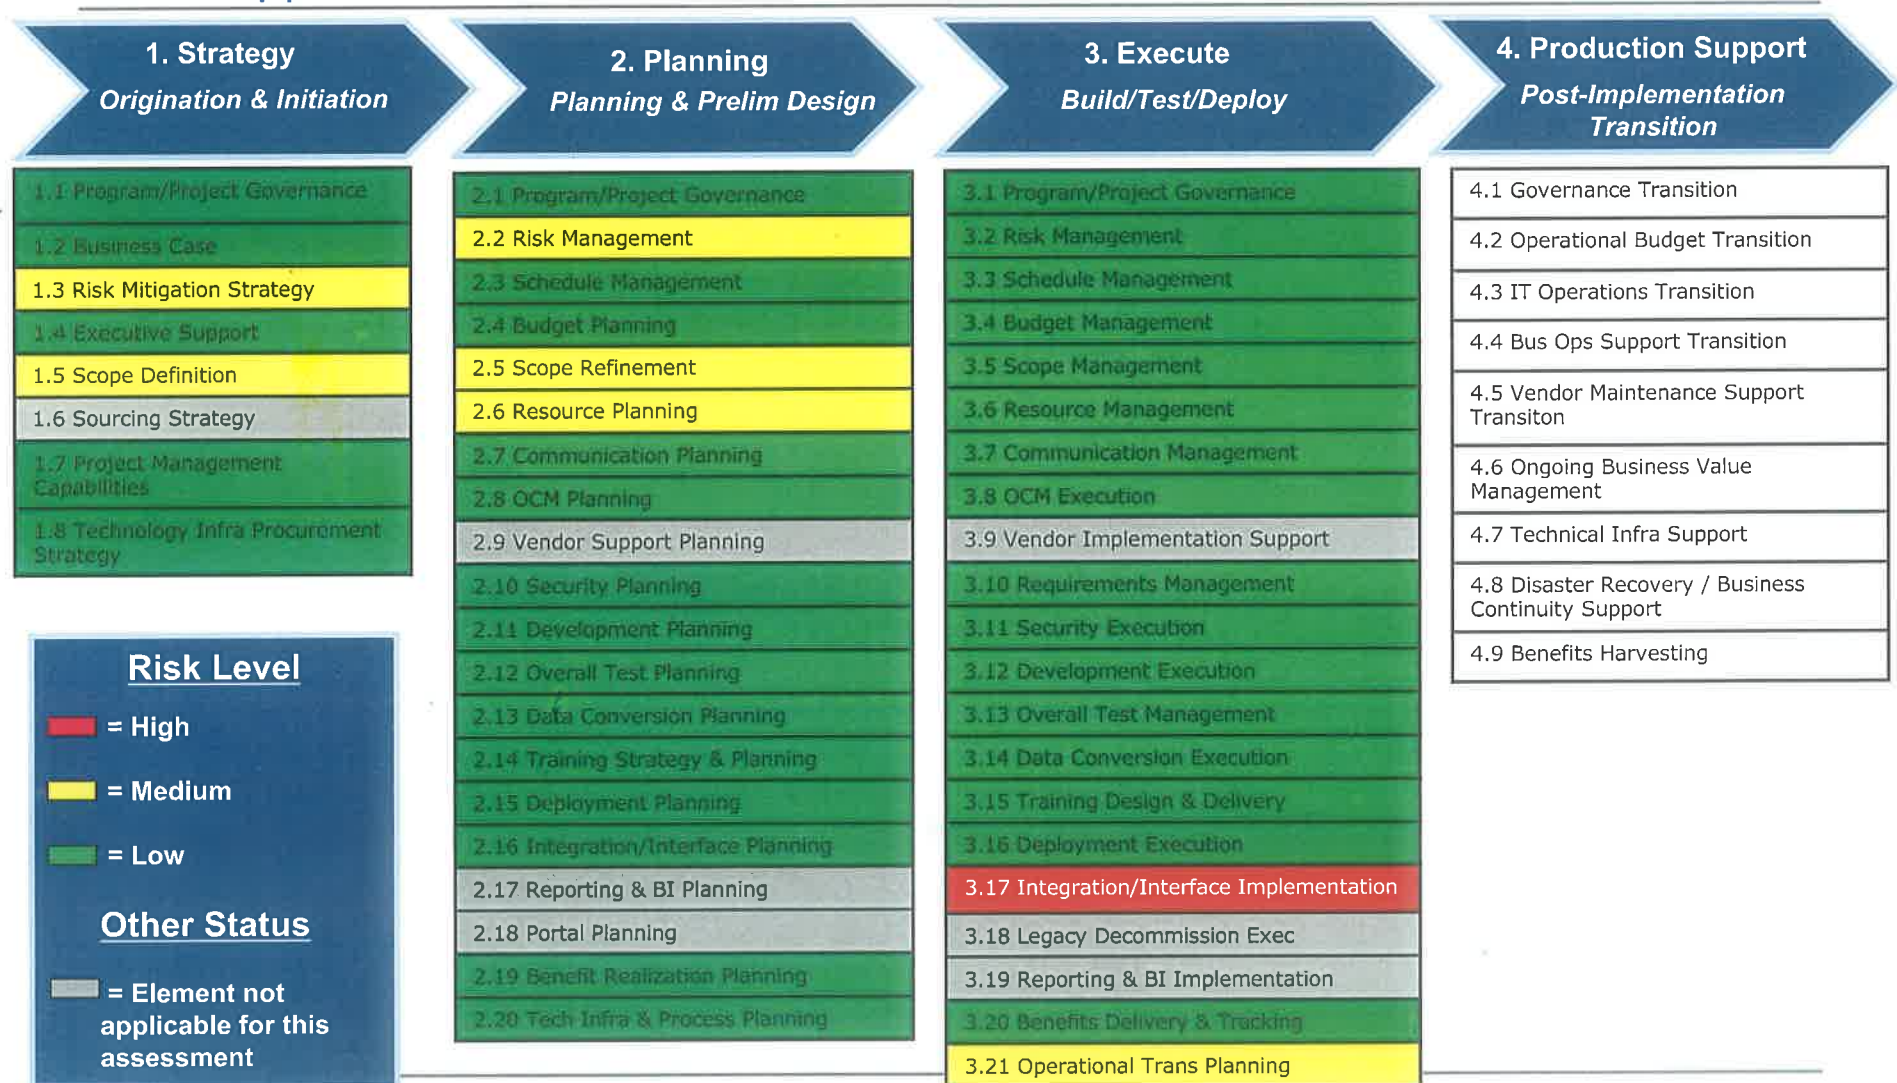 1. Strategy
Origination & Initiation
1.1 Program/Project Governance
1.2 Business Case
1.3 Risk Mitigation Strategy
1.4 Executive Support
1.5 Scope Definition
1.6 Sourcing Strategy
1.7 Project Management
Capabilities
1.8 Technology Infra Procurement
Strategy
Risk Level
= High
= Medium
= Low
Other Status
= Element not
applicable for this
assessment
2. Planning
Planning & Prelim Design
2.1 Program/Project Governance
2.2 Risk Management
2.3 Schedule Management
2.4 Budget Planning
2.5 Scope Refinement
2.6 Resource Planning
2.7 Communication Planning
2.8 OCM Planning
2.9 Vendor Support Planning
2.10 Security Planning
2.11 Development Planning
2.12 Overall Test Planning
2.13 Data Conversion Planning
2.14 Training Strategy & Planning
2.15 Deployment Planning
2.16 Integration/Interface Planning
2.17 Reporting & BI Planning
2.18 Portal Planning
2.19 Benefit Realization Planning
2.20 Tech Infra & Process Planning
3. Execute
Build/Test/Deploy
3.1 Program/Project Governance
3.2 Risk Management
3.3 Schedule Management
3.4 Budget Management
3.5 Scope Management
3.6 Resource Management
3.7 Communication Management
3.8 OCM Execution
3.9 Vendor Implementation Support
3.10 Requirements Management
3.11 Security Execution
3.12 Development Execution
3.13 Overall Test Management
3.14 Data Conversion Execution
3.15 Training Design & Delivery
3.16 Deployment Execution
3.17 Integration/Interface Implementation
3.18 Legacy Decommission Exec
3.19 Reporting & BI Implementation
3.20 Benefits Delivery & Tracking
3.21 Operational Trans Planning
4. Production Support
Post-Implementation
Transition
4.1 Governance Transition
4.2 Operational Budget Transition
4.3 IT Operations Transition
4.4 Bus Ops Support Transition
4.5 Vendor Maintenance Support
Transiton
4.6 Ongoing Business Value
Management
4.7 Technical Infra Support
4.8 Disaster Recovery / Business
Continuity Support
4.9 Benefits Harvesting